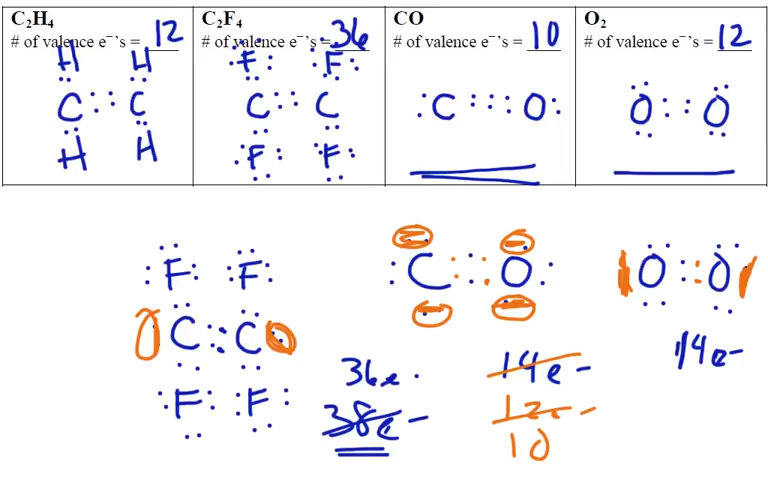 C₂H₄
# of valence e⁻'s = 12
H H
C :: C
H H
C₂F₄
# of valence e⁻'s = 36
:F: :F:
C :: C
:F: :F:
CO
# of valence e⁻'s = 10
:C ::: O:
O₂
# of valence e⁻'s = 12
O :: O
:F: :F:
C :: C
:F: :F:
36e-
38e-
:C ::: O:
14e-
12e-
10
O :: O
14e-